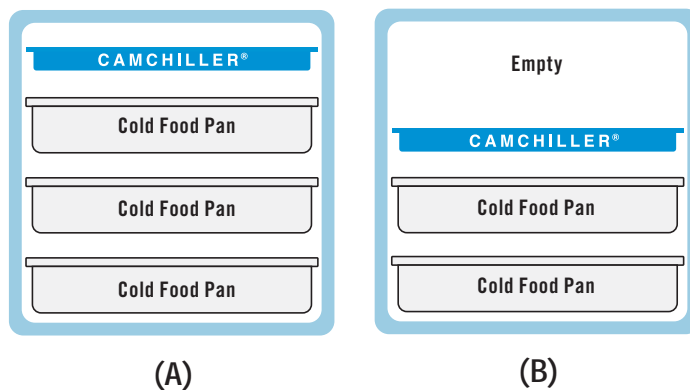 CAMCHILLER®
Cold Food Pan
Cold Food Pan
Cold Food Pan
(A)
Empty
CAMCHILLER®
Cold Food Pan
Cold Food Pan
(B)